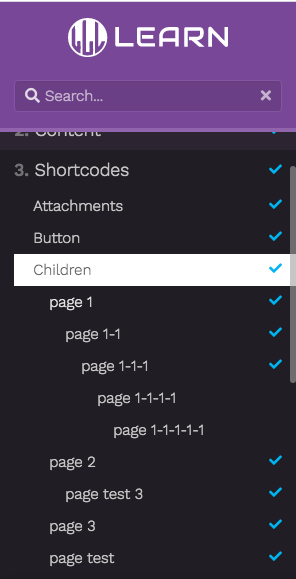 LEARN
Search...
2. Content
3. Shortcodes
Attachments
Button
Children
page 1
page 1-1
page 1-1-1
page 1-1-1-1
page 1-1-1-1-1
page 2
page test 3
page 3
page test